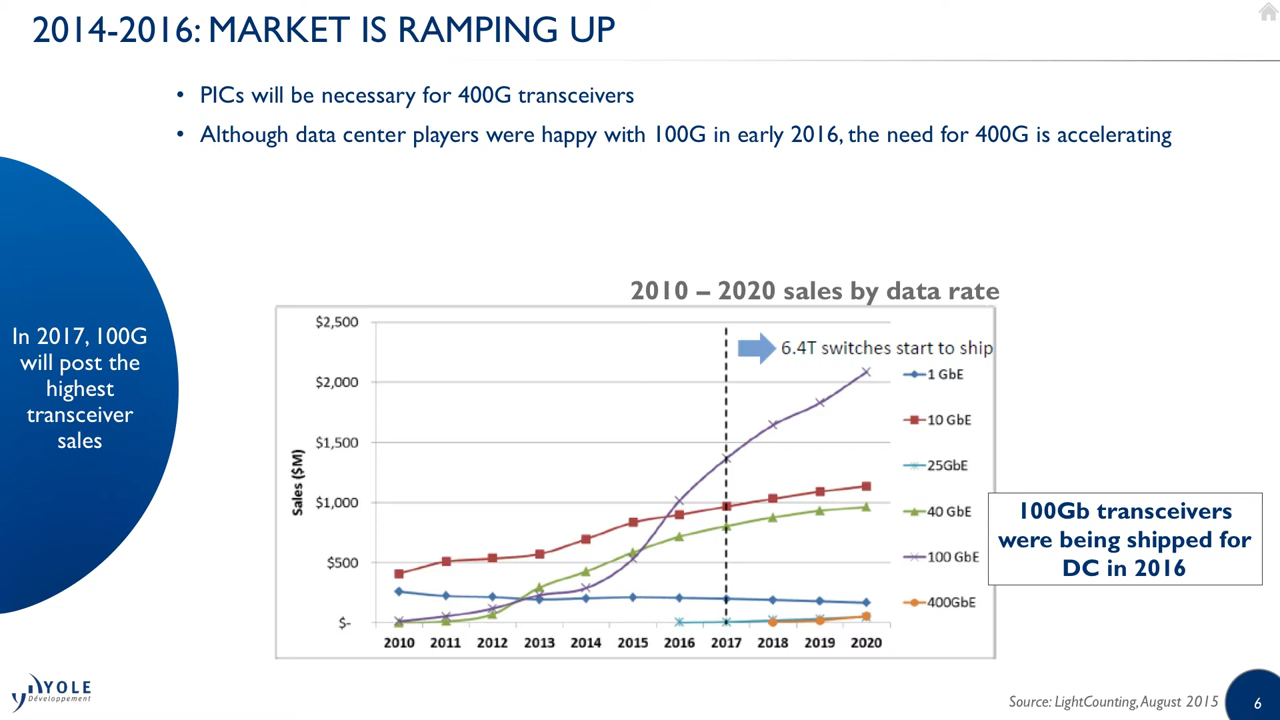 2014-2016: MARKET IS RAMPING UP
• PICs will be necessary for 400G transceivers
• Although data center players were happy with 100G in early 2016, the need for 400G is accelerating
In 2017, 100G
will post the
highest
transceiver
sales
2010 – 2020 sales by data rate
Sales ($M)
$2,500
$2,000
$1,500
$1,000
$500
$-
2010 2011 2012 2013 2014 2015 2016 2017 2018 2019 2020
6.4T switches start to ship
1 GbE
10 GbE
25GbE
40 GbE
100 GbE
400GbE
100Gb transceivers
were being shipped for
DC in 2016
YOLE
Développement
Source: LightCounting, August 2015
6